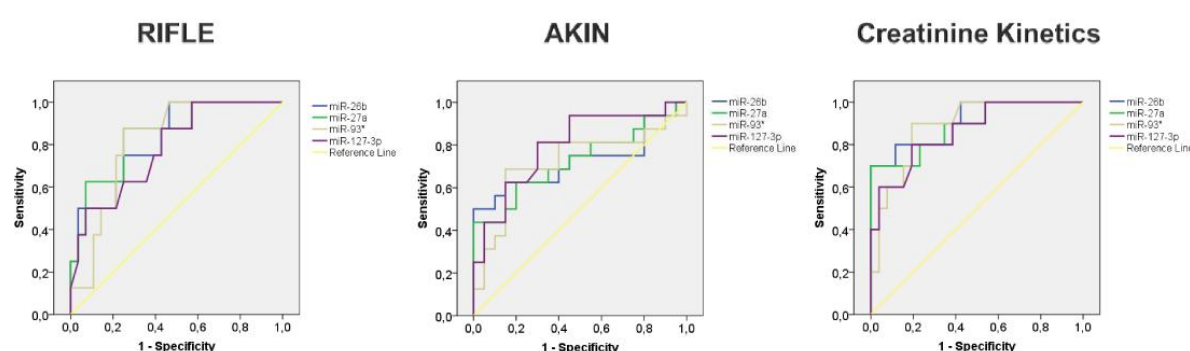 RIFLE
AKIN
Creatinine Kinetics
1,0
0,8
0,6
0,4
0,2
0,0
Sensitivity
0,0 0,2 0,4 0,6 0,8 1,0
1 - Specificity
miR-26b
miR-27a
miR-93*
miR-127-3p
Reference Line
1,0
0,8
0,6
0,4
0,2
0,0
Sensitivity
0,0 0,2 0,4 0,6 0,8 1,0
1 - Specificity
miR-26b
miR-27a
miR-93*
miR-127-3p
Reference Line
1,0
0,8
0,6
0,4
0,2
0,0
Sensitivity
0,0 0,2 0,4 0,6 0,8 1,0
1 - Specificity
miR-26b
miR-27a
miR-93*
miR-127-3p
Reference Line